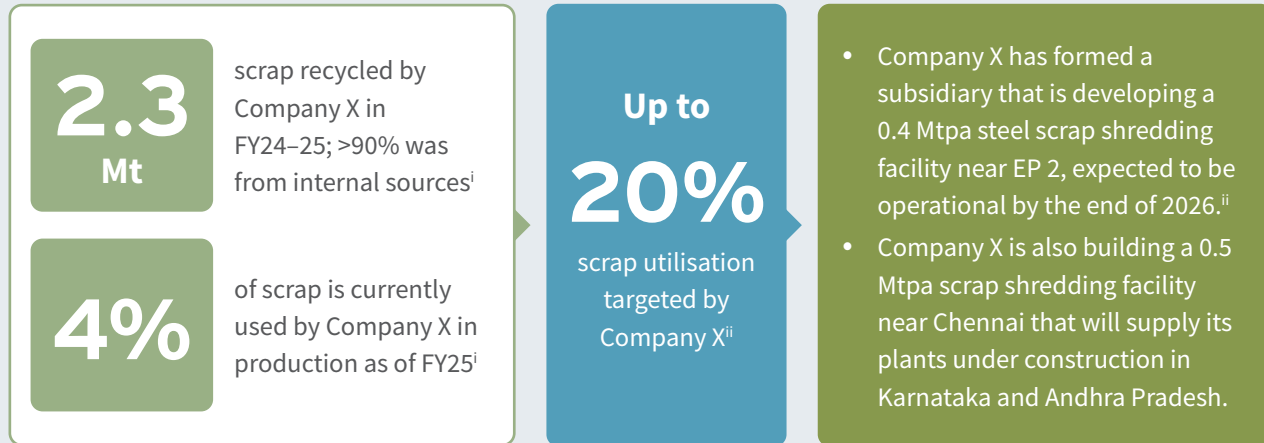 2.3
Mt
scrap recycled by
Company X in
FY24–25; >90% was
from internal sourcesⁱ
4%
of scrap is currently
used by Company X in
production as of FY25ⁱ
Up to
20%
scrap utilisation
targeted by
Company Xⁱⁱ
• Company X has formed a
subsidiary that is developing a
0.4 Mtpa steel scrap shredding
facility near EP 2, expected to be
operational by the end of 2026.ⁱⁱ
• Company X is also building a 0.5
Mtpa scrap shredding facility
near Chennai that will supply its
plants under construction in
Karnataka and Andhra Pradesh.